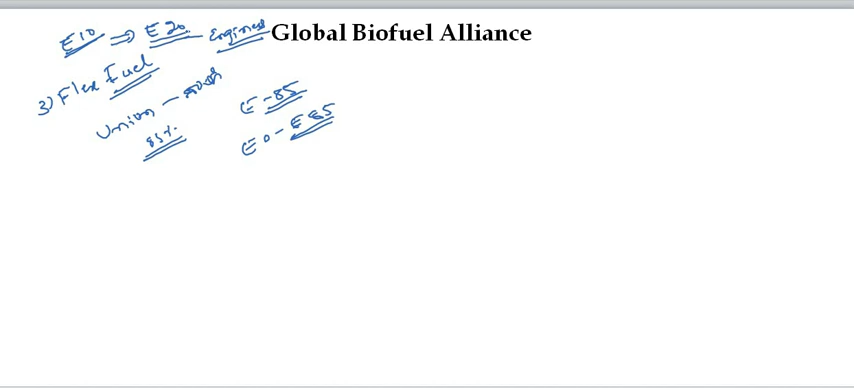 E10 ⇒ E20 Engines Global Biofuel Alliance
3) Flex Fuel
Union —
85%
E-85
E0 - E85